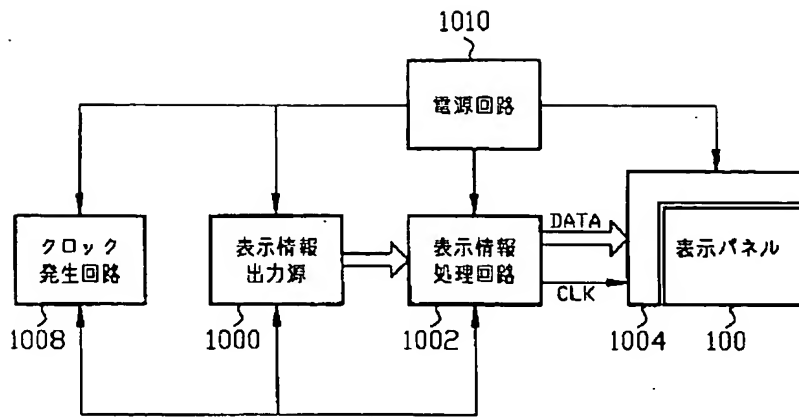 1010
電源回路
クロック
発生回路
1008
表示情報
出力源
1000
表示情報
処理回路
1002
DATA
CLK
表示パネル
1004
100